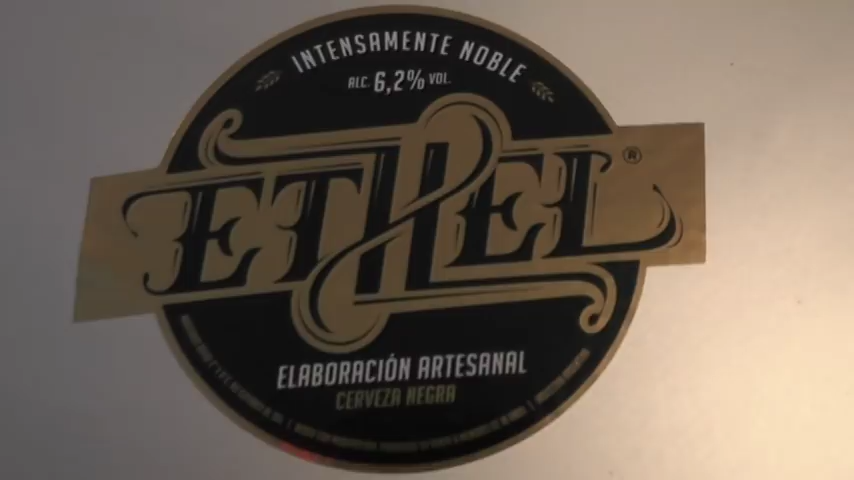 INTENSAMENTE NOBLE
ALC. 6,2% VOL.
ETHEL®
ELABORACIÓN ARTESANAL
CERVEZA NEGRA